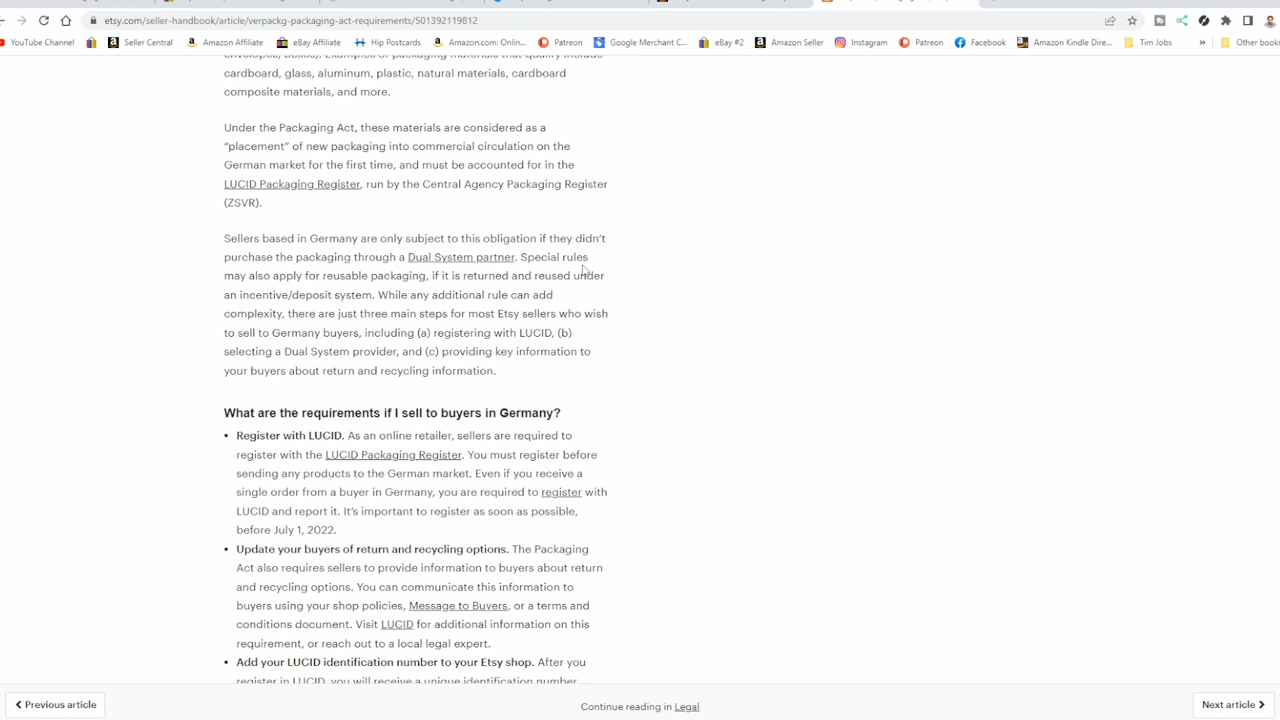 etsy.com/seller-handbook/article/verpackg-packaging-act-requirements/501392119812
YouTube Channel Seller Central Amazon Affiliate eBay Affiliate Hip Postcards Amazon.com: Onlin... Patreon Google Merchant C... eBay #2 Amazon Seller Instagram Patreon Facebook Amazon Kindle Dire... Tim Jobs » Other book
cardboard, glass, aluminum, plastic, natural materials, cardboard
composite materials, and more.
Under the Packaging Act, these materials are considered as a
“placement” of new packaging into commercial circulation on the
German market for the first time, and must be accounted for in the
LUCID Packaging Register, run by the Central Agency Packaging Register
(ZSVR).
Sellers based in Germany are only subject to this obligation if they didn’t
purchase the packaging through a Dual System partner. Special rules
may also apply for reusable packaging, if it is returned and reused under
an incentive/deposit system. While any additional rule can add
complexity, there are just three main steps for most Etsy sellers who wish
to sell to Germany buyers, including (a) registering with LUCID, (b)
selecting a Dual System provider, and (c) providing key information to
your buyers about return and recycling information.
What are the requirements if I sell to buyers in Germany?
• Register with LUCID. As an online retailer, sellers are required to
register with the LUCID Packaging Register. You must register before
sending any products to the German market. Even if you receive a
single order from a buyer in Germany, you are required to register with
LUCID and report it. It’s important to register as soon as possible,
before July 1, 2022.
• Update your buyers of return and recycling options. The Packaging
Act also requires sellers to provide information to buyers about return
and recycling options. You can communicate this information to
buyers using your shop policies, Message to Buyers, or a terms and
conditions document. Visit LUCID for additional information on this
requirement, or reach out to a local legal expert.
• Add your LUCID identification number to your Etsy shop. After you
register in LUCID, you will receive a unique identification number
Previous article
Continue reading in Legal
Next article